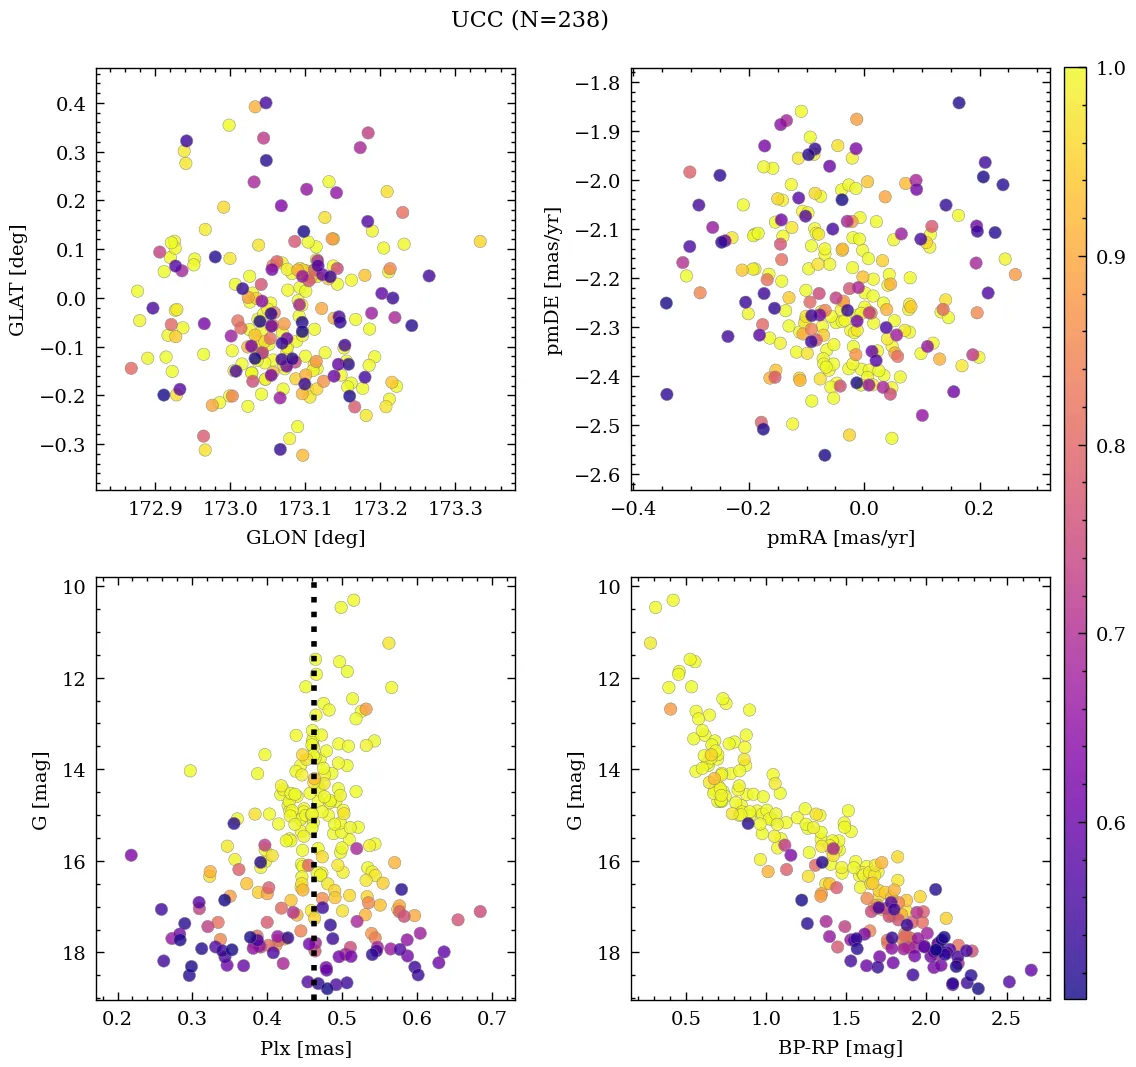 UCC (N=238)
0.4
0.3
0.2
0.1
0.0
−0.1
−0.2
−0.3
GLAT [deg]
172.9 173.0 173.1 173.2 173.3
GLON [deg]
−1.8
−1.9
−2.0
−2.1
−2.2
−2.3
−2.4
−2.5
−2.6
pmDE [mas/yr]
−0.4 −0.2 0.0 0.2
pmRA [mas/yr]
10
12
14
16
18
G [mag]
0.2 0.3 0.4 0.5 0.6 0.7
Plx [mas]
10
12
14
16
18
G [mag]
0.5 1.0 1.5 2.0 2.5
BP-RP [mag]
1.0
0.9
0.8
0.7
0.6